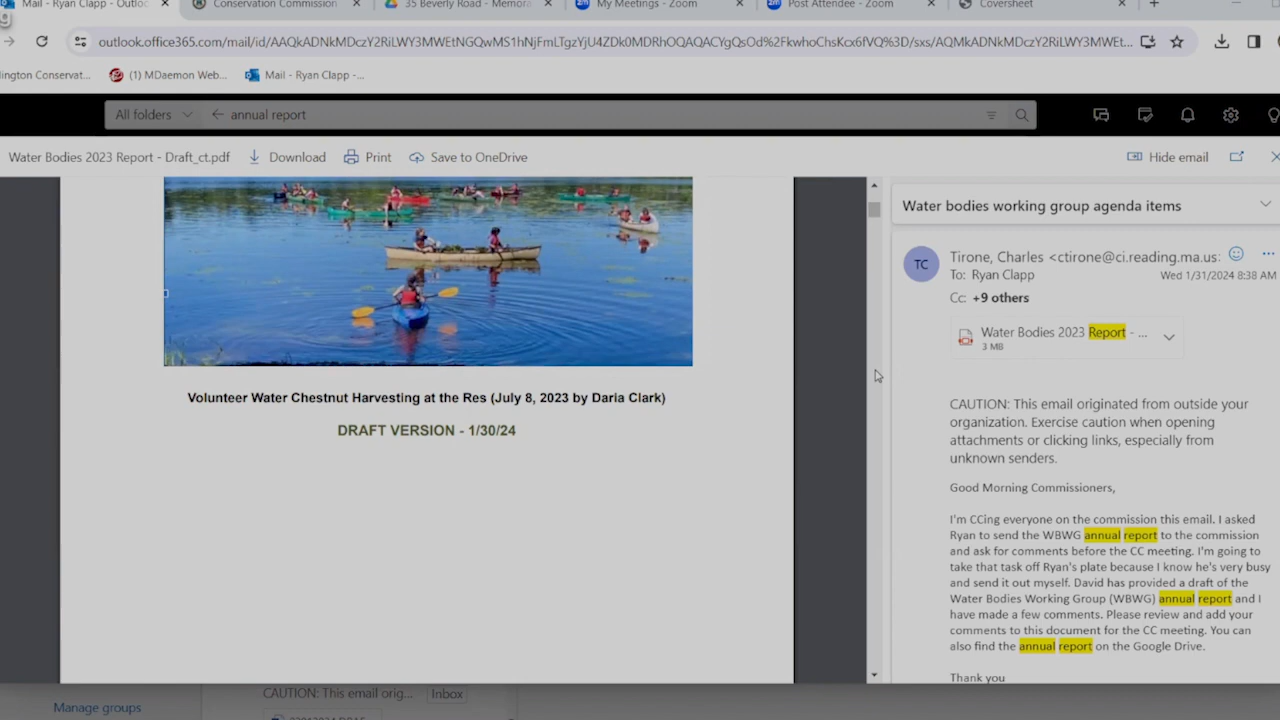 Mail - Ryan Clapp - Outlo
Conservation Commission
35 Beverly Road - Memora
My Meetings - Zoom
Post Attendee - Zoom
Coversheet
outlook.office365.com/mail/id/AAQkADNkMDczY2RiLWY3MWEtNGQwMS1hNjFmLTgzYjU4ZDk0MDRhOQAQACYgQsOd%2FkwhoChsKcx6fVQ%3D/sxs/AQMkADNkMDczY2RiLWY3MWEt...
lington Conservat...
(1) MDaemon Web...
Mail - Ryan Clapp -...
All folders
annual report
Water Bodies 2023 Report - Draft_ct.pdf
Download
Print
Save to OneDrive
Hide email
Volunteer Water Chestnut Harvesting at the Res (July 8, 2023 by Daria Clark)
DRAFT VERSION - 1/30/24
Water bodies working group agenda items
TC
Tirone, Charles <ctirone@ci.reading.ma.us:
To: Ryan Clapp
Wed 1/31/2024 8:38 AM
Cc: +9 others
Water Bodies 2023 Report - ...
3 MB
CAUTION: This email originated from outside your
organization. Exercise caution when opening
attachments or clicking links, especially from
unknown senders.
Good Morning Commissioners,
I'm CCing everyone on the commission this email. I asked
Ryan to send the WBWG annual report to the commission
and ask for comments before the CC meeting. I'm going to
take that task off Ryan's plate because I know he's very busy
and send it out myself. David has provided a draft of the
Water Bodies Working Group (WBWG) annual report and I
have made a few comments. Please review and add your
comments to this document for the CC meeting. You can
also find the annual report on the Google Drive.
Thank you
CAUTION: This email orig...
Inbox
Manage groups